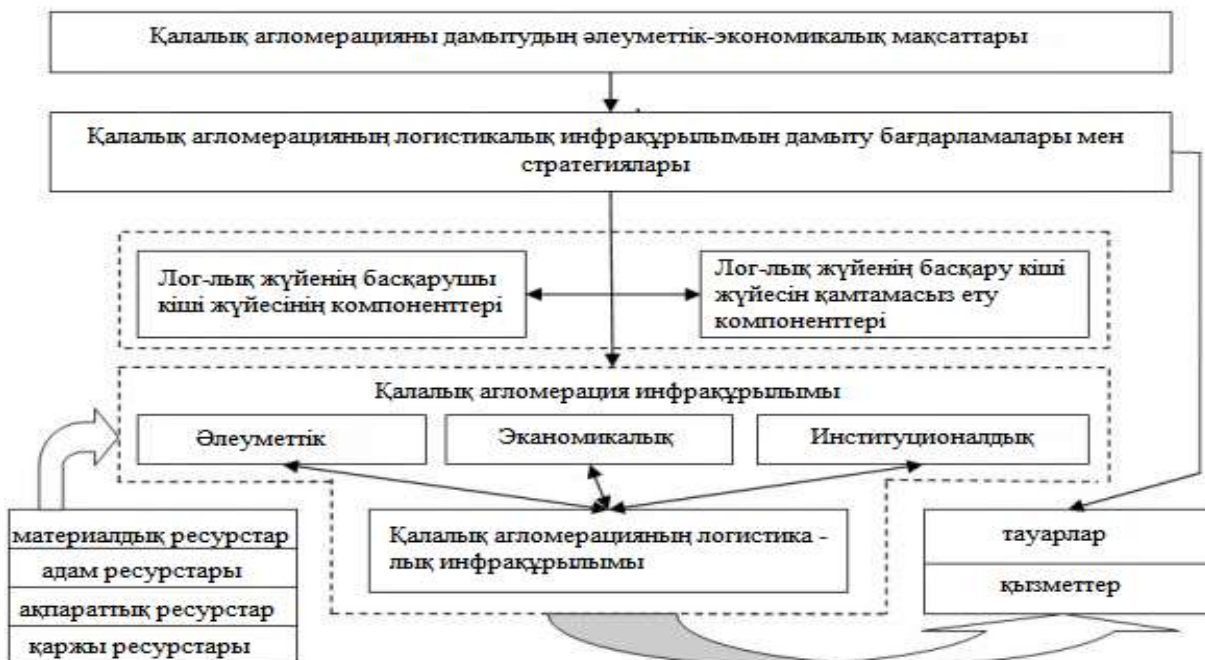 Қалалық агломерацияны дамытудың әлеуметтік-экономикалық мақсаттары
Қалалық агломерацияның логистикалық инфрақұрылымын дамыту бағдарламалары мен
стратегиялары
Лог-лық жүйенің басқарушы
кіші жүйесінің компоненттері
Лог-лық жүйенің басқару кіші
жүйесін қамтамасыз ету
компоненттері
Қалалық агломерация инфрақұрылымы
Әлеуметтік
Эканомикалық
Институционалдық
Қалалық агломерацияның логистика -
лық инфрақұрылымы
материалдық ресурстар
адам ресурстары
ақпараттық ресурстар
қаржы ресурстары
тауарлар
қызметтер